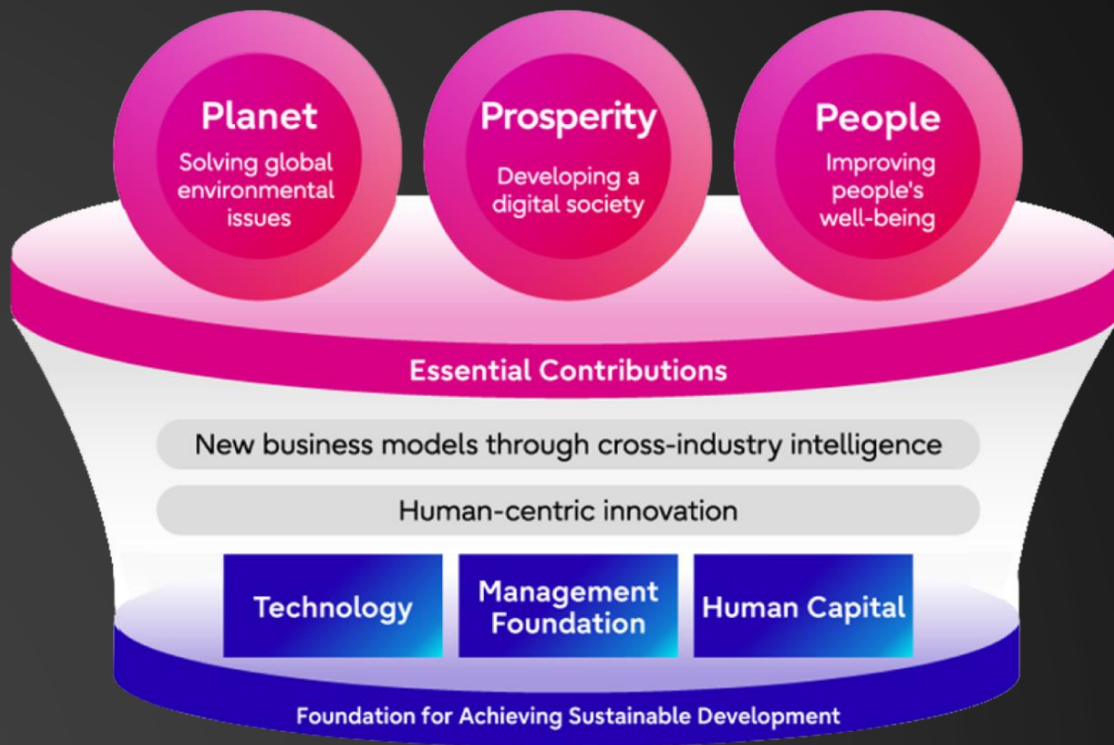 Planet
Solving global
environmental
issues
Prosperity
Developing a
digital society
People
Improving
people's
well-being
Essential Contributions
New business models through cross-industry intelligence
Human-centric innovation
Technology
Management
Foundation
Human Capital
Foundation for Achieving Sustainable Development